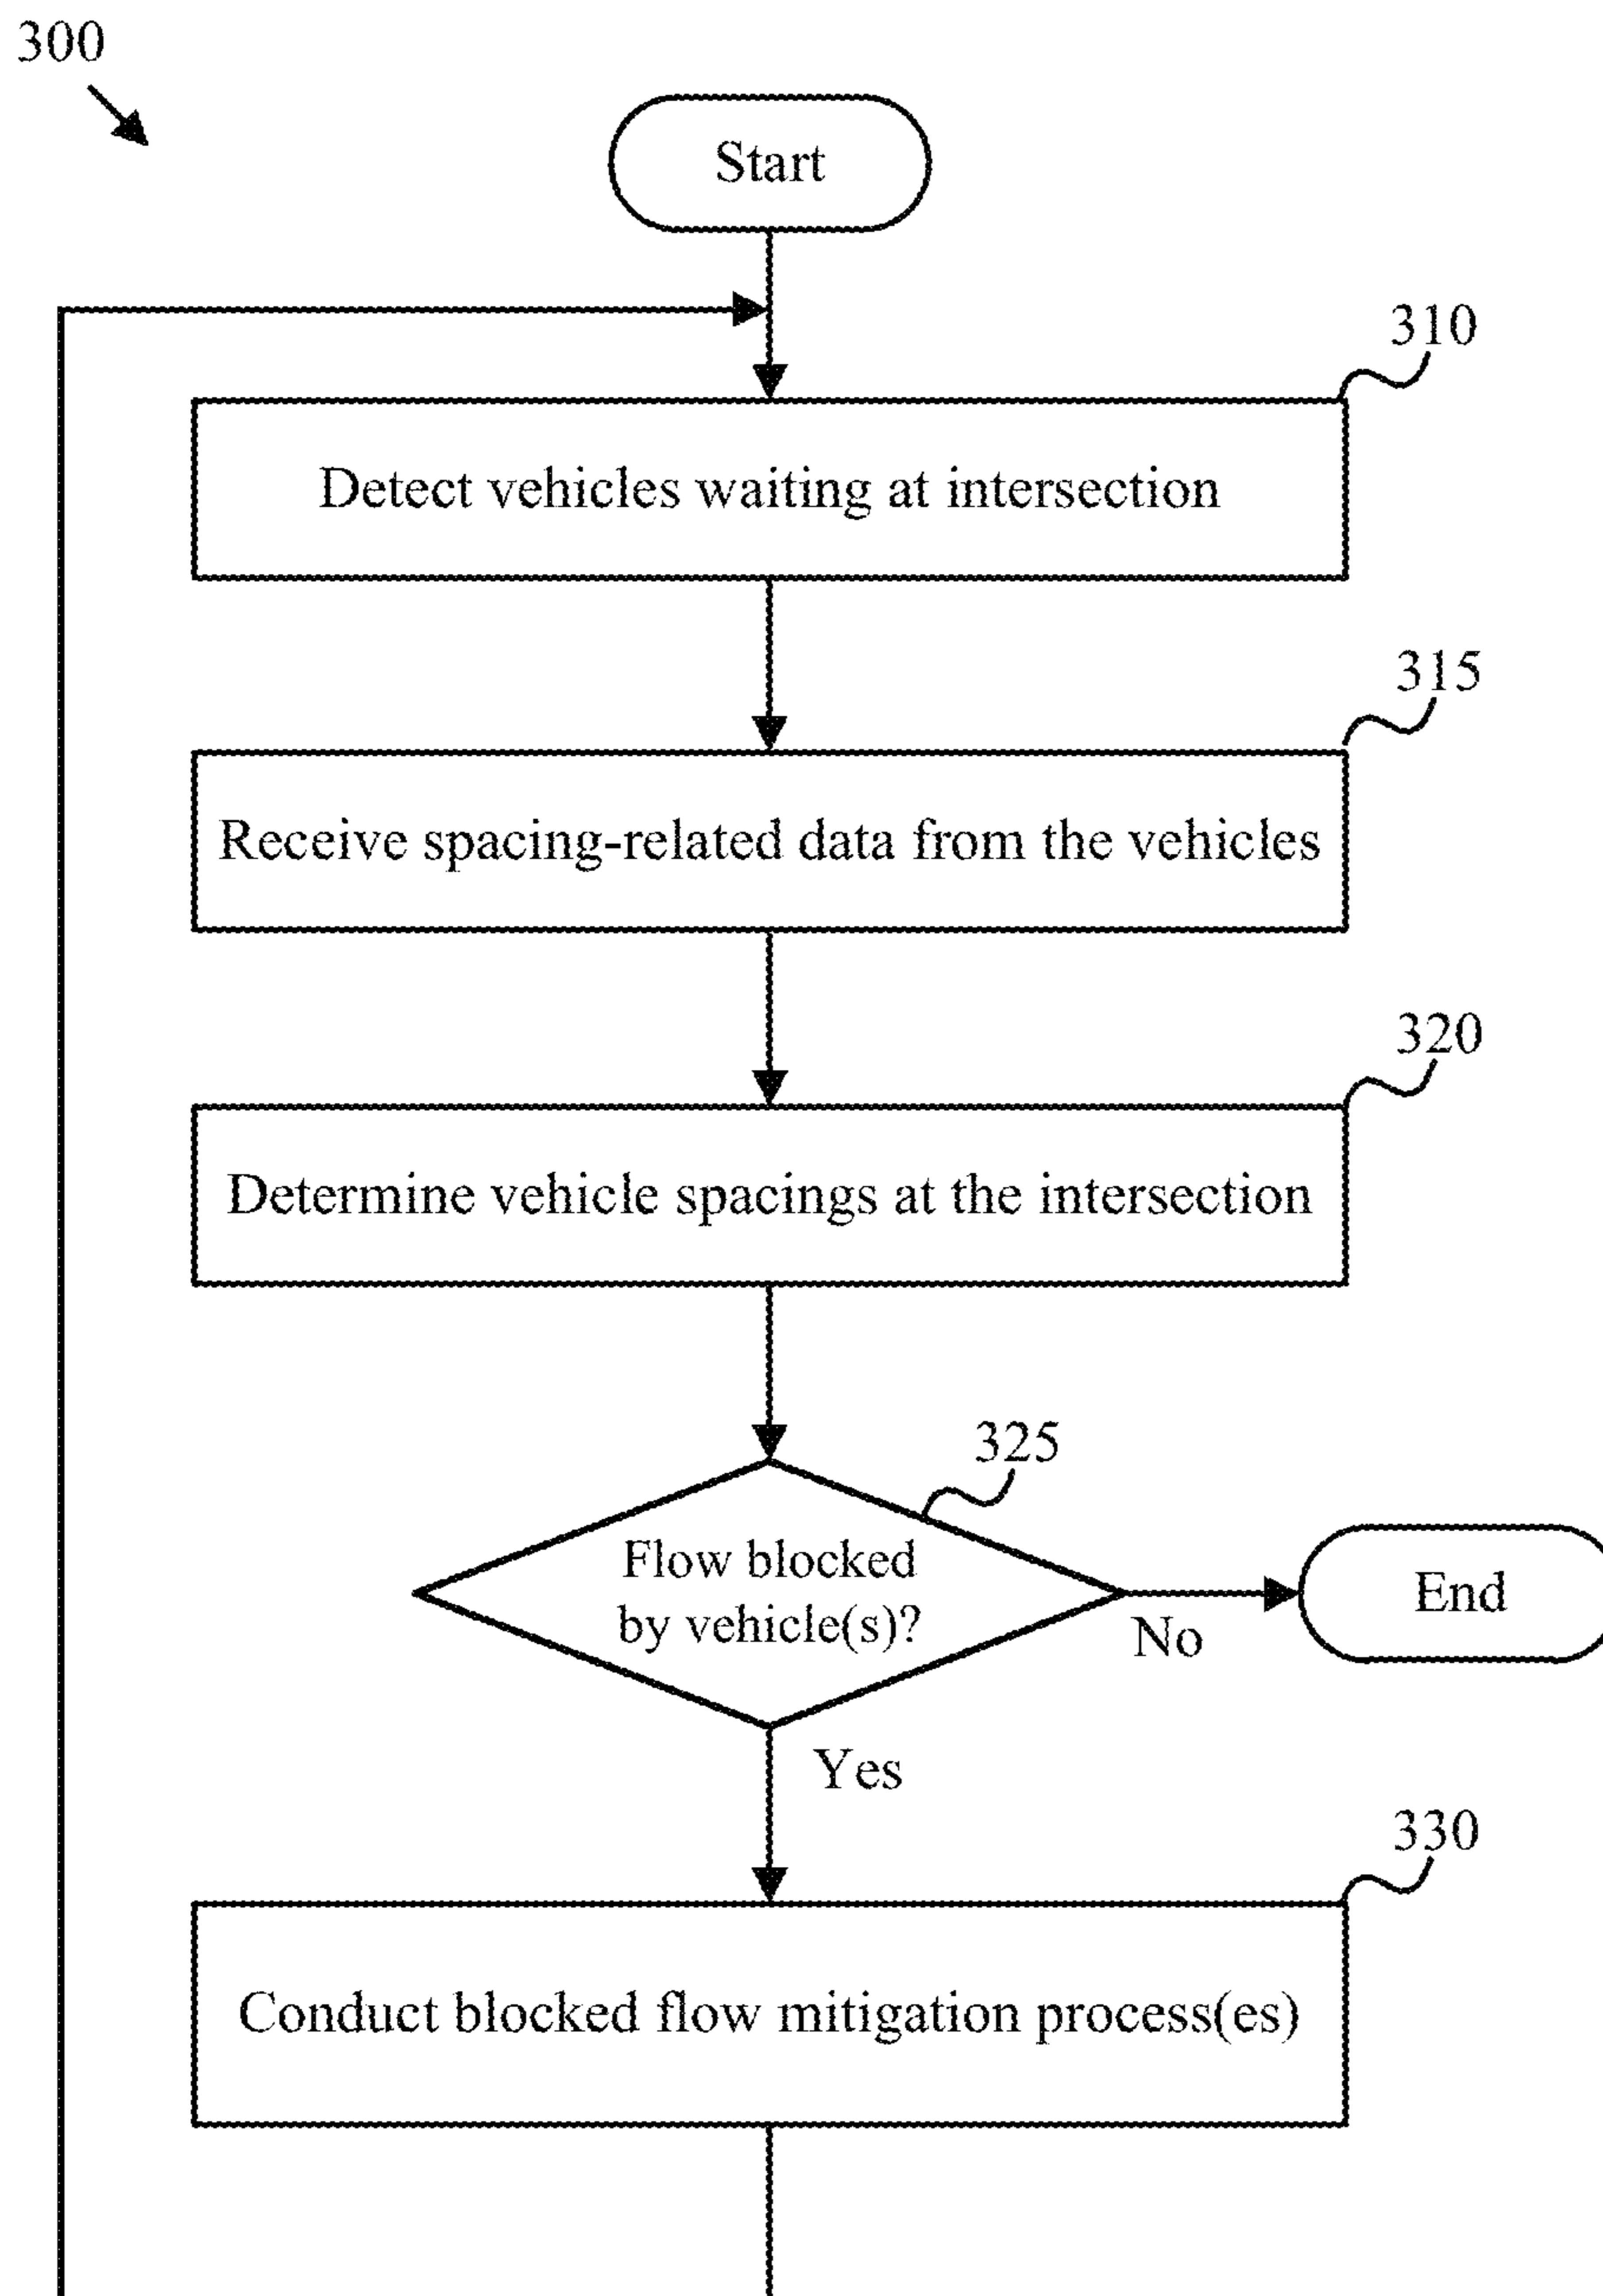 300
Start
310
Detect vehicles waiting at intersection
315
Receive spacing-related data from the vehicles
320
Determine vehicle spacings at the intersection
325
Flow blocked
by vehicle(s)?
No
End
Yes
330
Conduct blocked flow mitigation process(es)